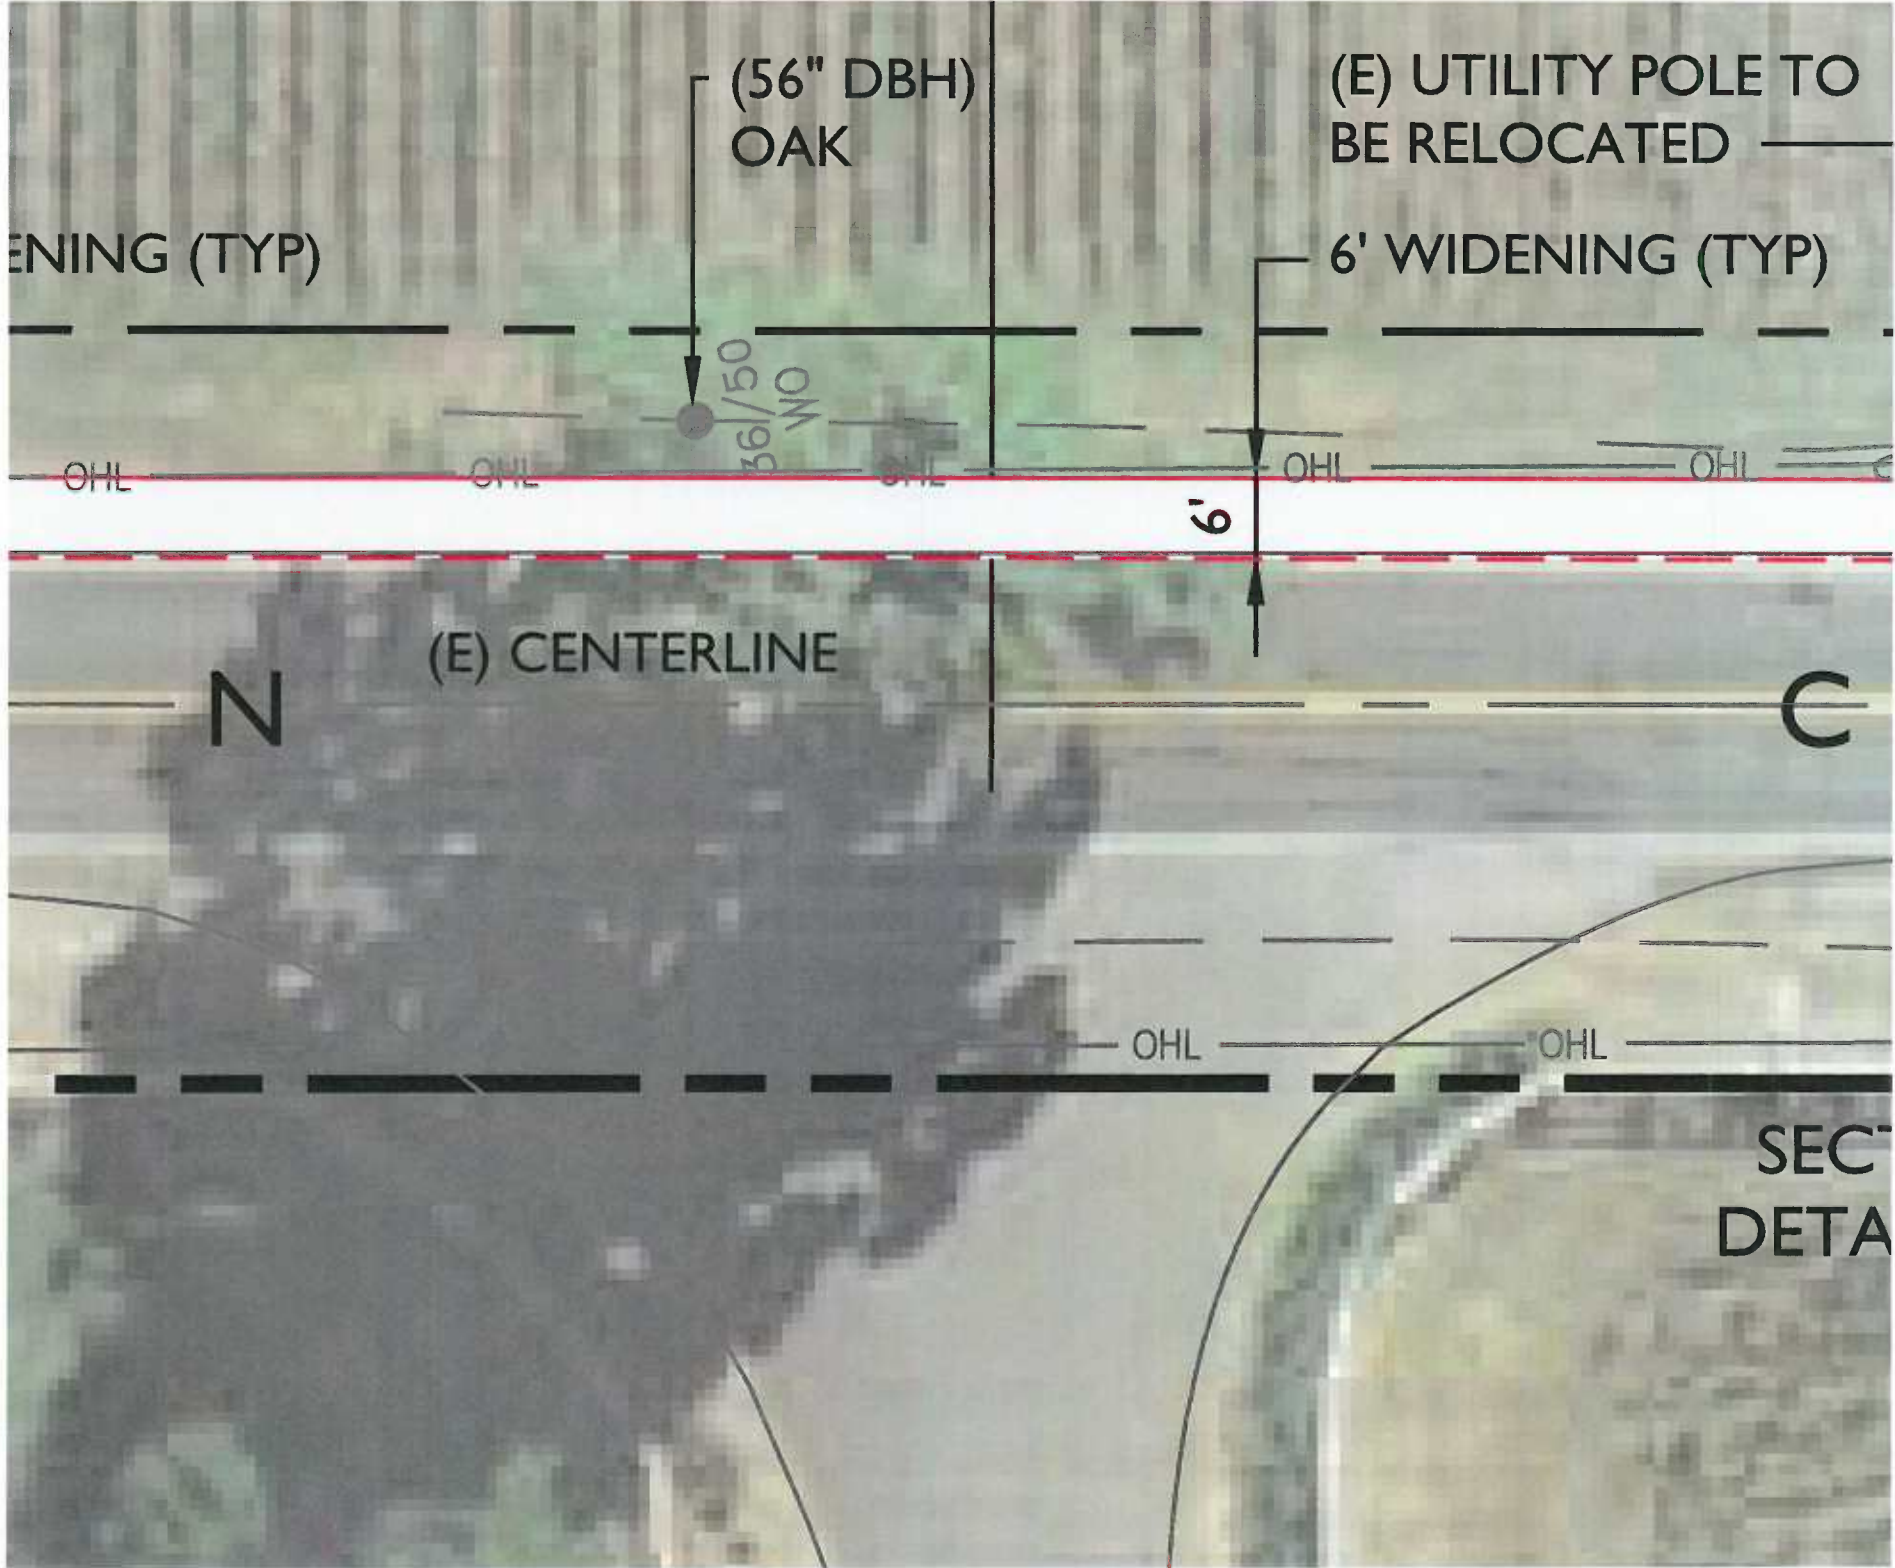 (56" DBH)
OAK
(E) UTILITY POLE TO
BE RELOCATED
ENING (TYP)
6' WIDENING (TYP)
36/50
WO
OHL
OHL
OHL
OHL
OHL
6'
(E) CENTERLINE
N
C
OHL
OHL
SECT
DETA